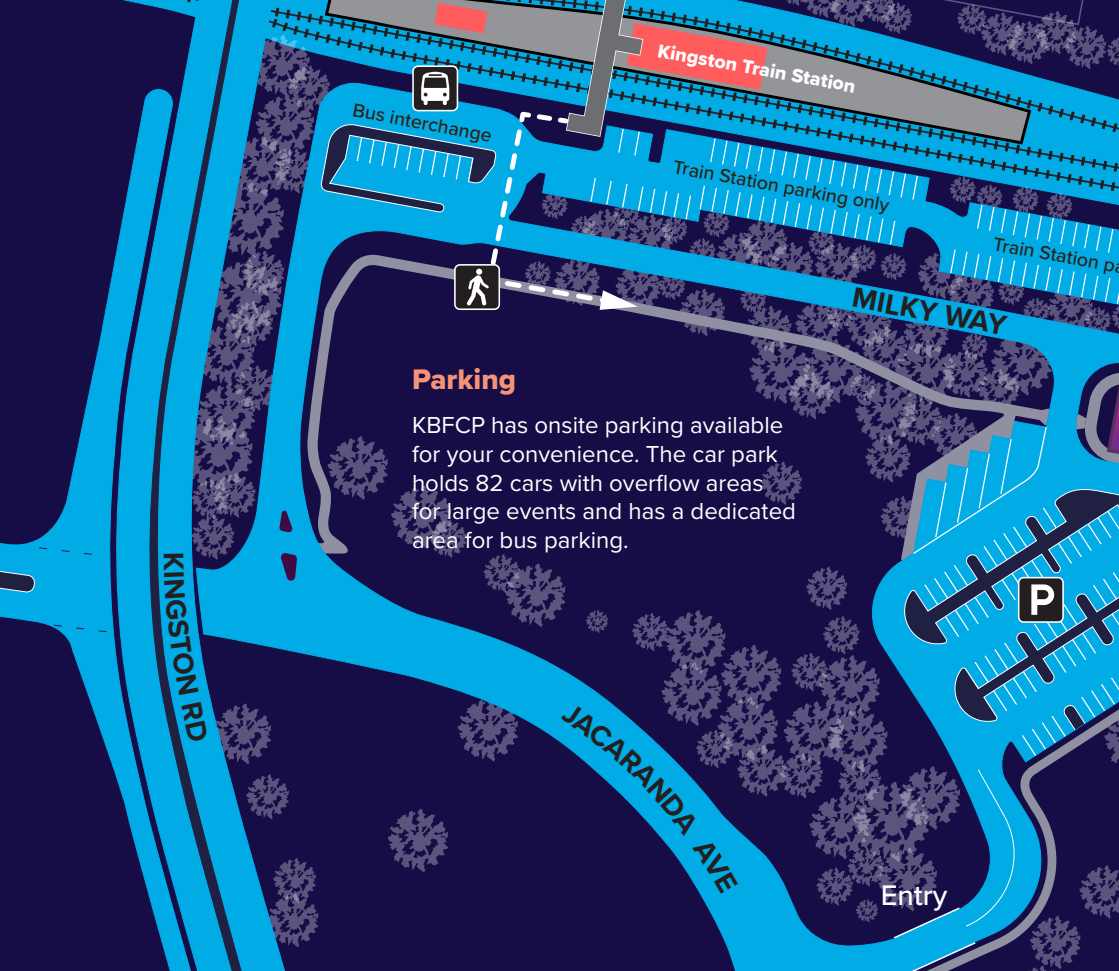 Kingston Train Station
Bus interchange
Train Station parking only
Train Station pa
MILKY WAY
Parking
KBFCP has onsite parking available
for your convenience. The car park
holds 82 cars with overflow areas
for large events and has a dedicated
area for bus parking.
P
KINGSTON RD
JACARANDA AVE
Entry